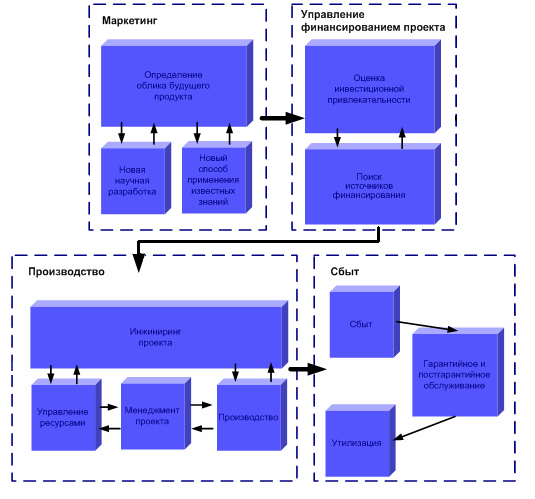 Маркетинг
Определение
облика будущего
продукта
Новая
научная
разработка
Новый
способ
применения
известных
знаний
Управление
финансированием проекта
Оценка
инвестиционной
привлекательности
Поиск
источников
финансирования
Производство
Инжиниринг
проекта
Управление
ресурсами
Менеджмент
проекта
Производство
Сбыт
Сбыт
Гарантийное и
постгарантийное
обслуживание
Утилизация